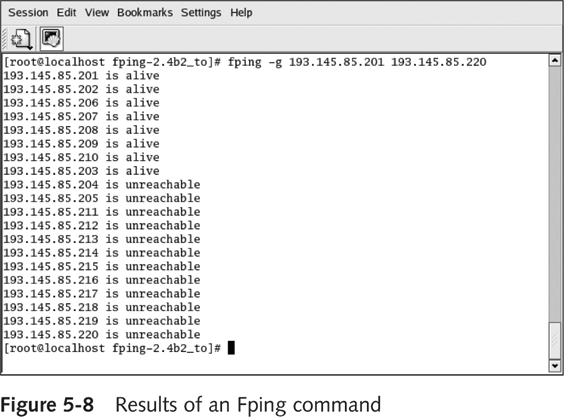 Session Edit View Bookmarks Settings Help
[root@localhost fping-2.4b2_to]# fping -g 193.145.85.201 193.145.85.220
193.145.85.201 is alive
193.145.85.202 is alive
193.145.85.206 is alive
193.145.85.207 is alive
193.145.85.208 is alive
193.145.85.209 is alive
193.145.85.210 is alive
193.145.85.203 is alive
193.145.85.204 is unreachable
193.145.85.205 is unreachable
193.145.85.211 is unreachable
193.145.85.212 is unreachable
193.145.85.213 is unreachable
193.145.85.214 is unreachable
193.145.85.215 is unreachable
193.145.85.216 is unreachable
193.145.85.217 is unreachable
193.145.85.218 is unreachable
193.145.85.219 is unreachable
193.145.85.220 is unreachable
[root@localhost fping-2.4b2_to]#
Figure 5-8 Results of an Fping command